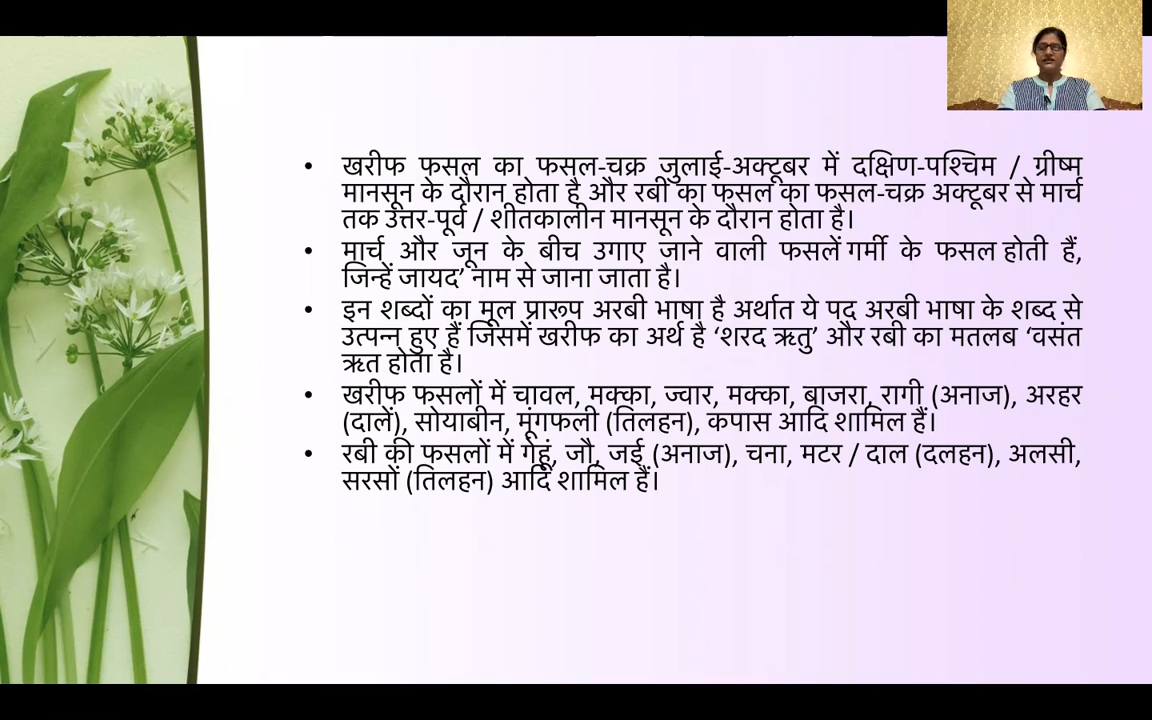 • खरीफ फसल का फसल-चक्र जुलाई-अक्टूबर में दक्षिण-पश्चिम / ग्रीष्म
मानसून के दौरान होता है और रबी का फसल का फसल-चक्र अक्टूबर से मार्च
तक उत्तर-पूर्व / शीतकालीन मानसून के दौरान होता है।
• मार्च और जून के बीच उगाए जाने वाली फसलें गर्मी के फसल होती हैं,
जिन्हें जायद’ नाम से जाना जाता है।
• इन शब्दों का मूल प्रारूप अरबी भाषा है अर्थात ये पद अरबी भाषा के शब्द से
उत्पन्न हुए हैं जिसमें खरीफ का अर्थ है ‘शरद ऋतु’ और रबी का मतलब ‘वसंत
ऋत होता है।
• खरीफ फसलों में चावल, मक्का, ज्वार, मक्का, बाजरा, रागी (अनाज), अरहर
(दालें), सोयाबीन, मूंगफली (तिलहन), कपास आदि शामिल हैं।
• रबी की फसलों में गेहूं, जौ, जई (अनाज), चना, मटर / दाल (दलहन), अलसी,
सरसों (तिलहन) आदि शामिल हैं।